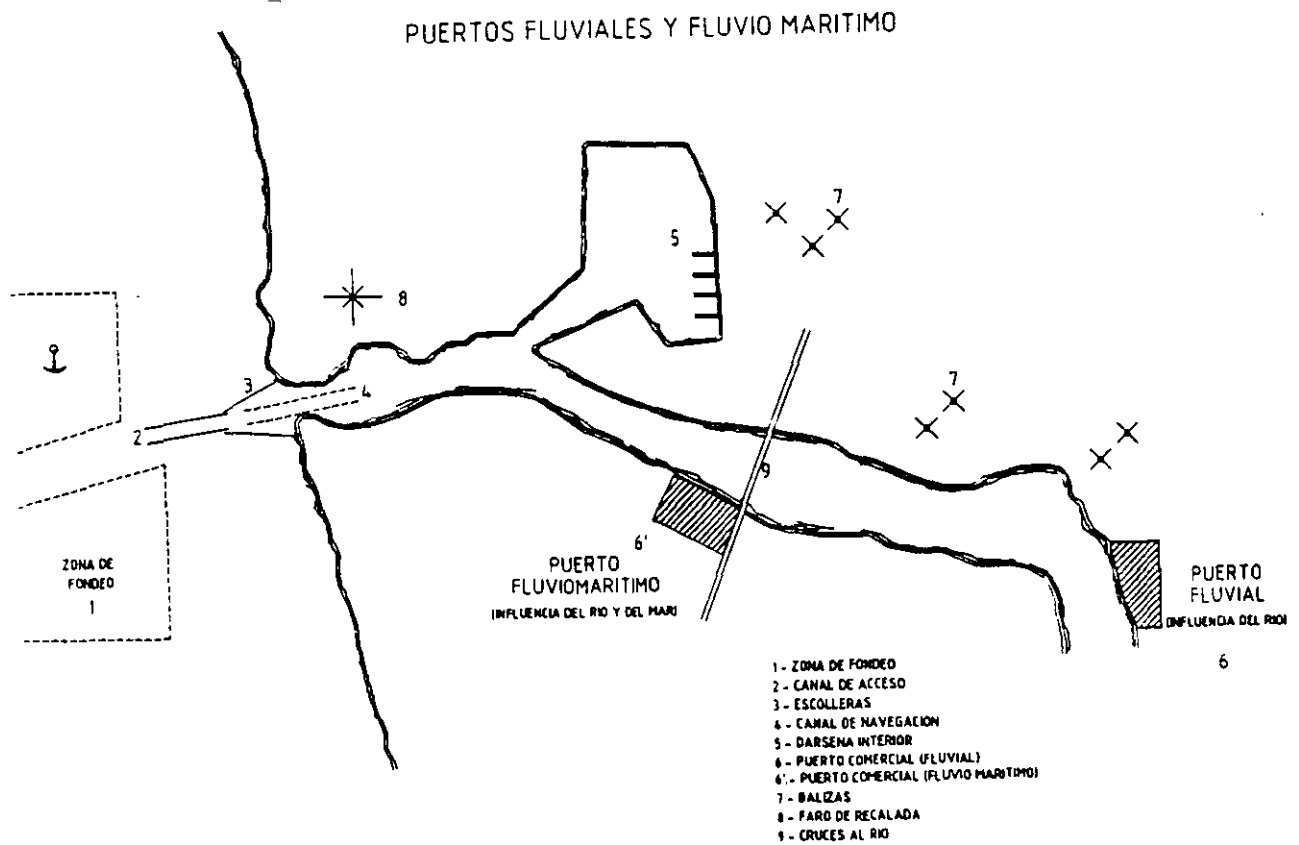 PUERTOS FLUVIALES Y FLUVIO MARITIMO
7
5
8
3
4
7
2
9
6'
ZONA DE
FONDEO
1
PUERTO
FLUVIOMARITIMO
(INFLUENCIA DEL RIO Y DEL MAR)
PUERTO
FLUVIAL
(INFLUENCIA DEL RIO)
6
1 - ZONA DE FONDEO
2 - CANAL DE ACCESO
3 - ESCOLLERAS
4 - CANAL DE NAVEGACION
5 - DARSENA INTERIOR
6 - PUERTO COMERCIAL (FLUVIAL)
6' - PUERTO COMERCIAL (FLUVIO MARITIMO)
7 - BALIZAS
8 - FARO DE RECALADA
9 - CRUCES AL RIO